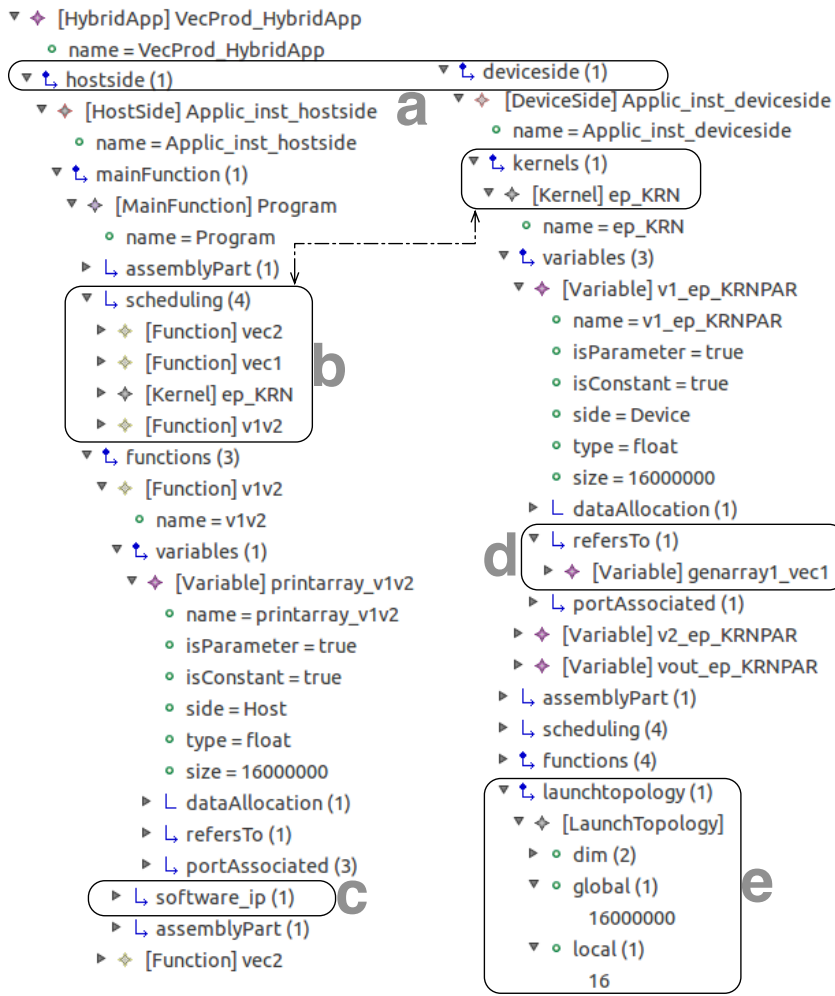 [HybridApp] VecProd_HybridApp
name = VecProd_HybridApp
hostside (1)
[HostSide] Applic_inst_hostside
name = Applic_inst_hostside
mainFunction (1)
[MainFunction] Program
name = Program
assemblyPart (1)
scheduling (4)
[Function] vec2
[Function] vec1
[Kernel] ep_KRN
[Function] v1v2
functions (3)
[Function] v1v2
name = v1v2
variables (1)
[Variable] printarray_v1v2
name = printarray_v1v2
isParameter = true
isConstant = true
side = Host
type = float
size = 16000000
dataAllocation (1)
refersTo (1)
portAssociated (3)
software_ip (1)
assemblyPart (1)
[Function] vec2
a
b
c
deviceside (1)
[DeviceSide] Applic_inst_deviceside
name = Applic_inst_deviceside
kernels (1)
[Kernel] ep_KRN
name = ep_KRN
variables (3)
[Variable] v1_ep_KRNPAR
name = v1_ep_KRNPAR
isParameter = true
isConstant = true
side = Device
type = float
size = 16000000
dataAllocation (1)
d
refersTo (1)
[Variable] genarray1_vec1
portAssociated (1)
[Variable] v2_ep_KRNPAR
[Variable] vout_ep_KRNPAR
assemblyPart (1)
scheduling (4)
functions (4)
launchtopology (1)
[LaunchTopology]
dim (2)
global (1)
16000000
local (1)
16
e